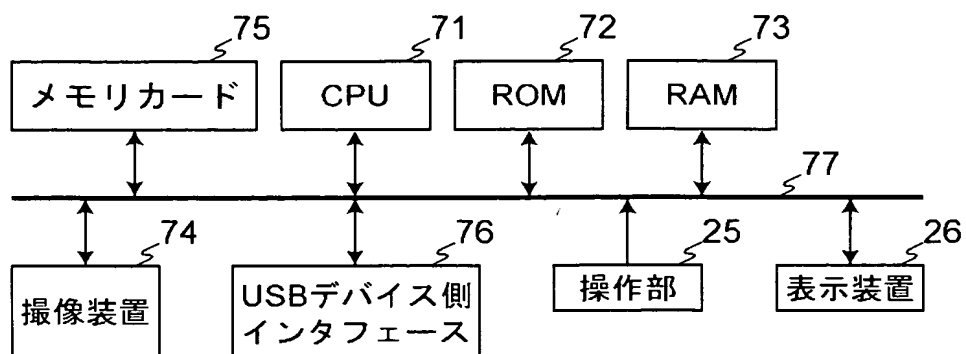 75
71
72
73
メモリカード
CPU
ROM
RAM
77
74
76
25
26
撮像装置
USBデバイス側
インタフェース
操作部
表示装置